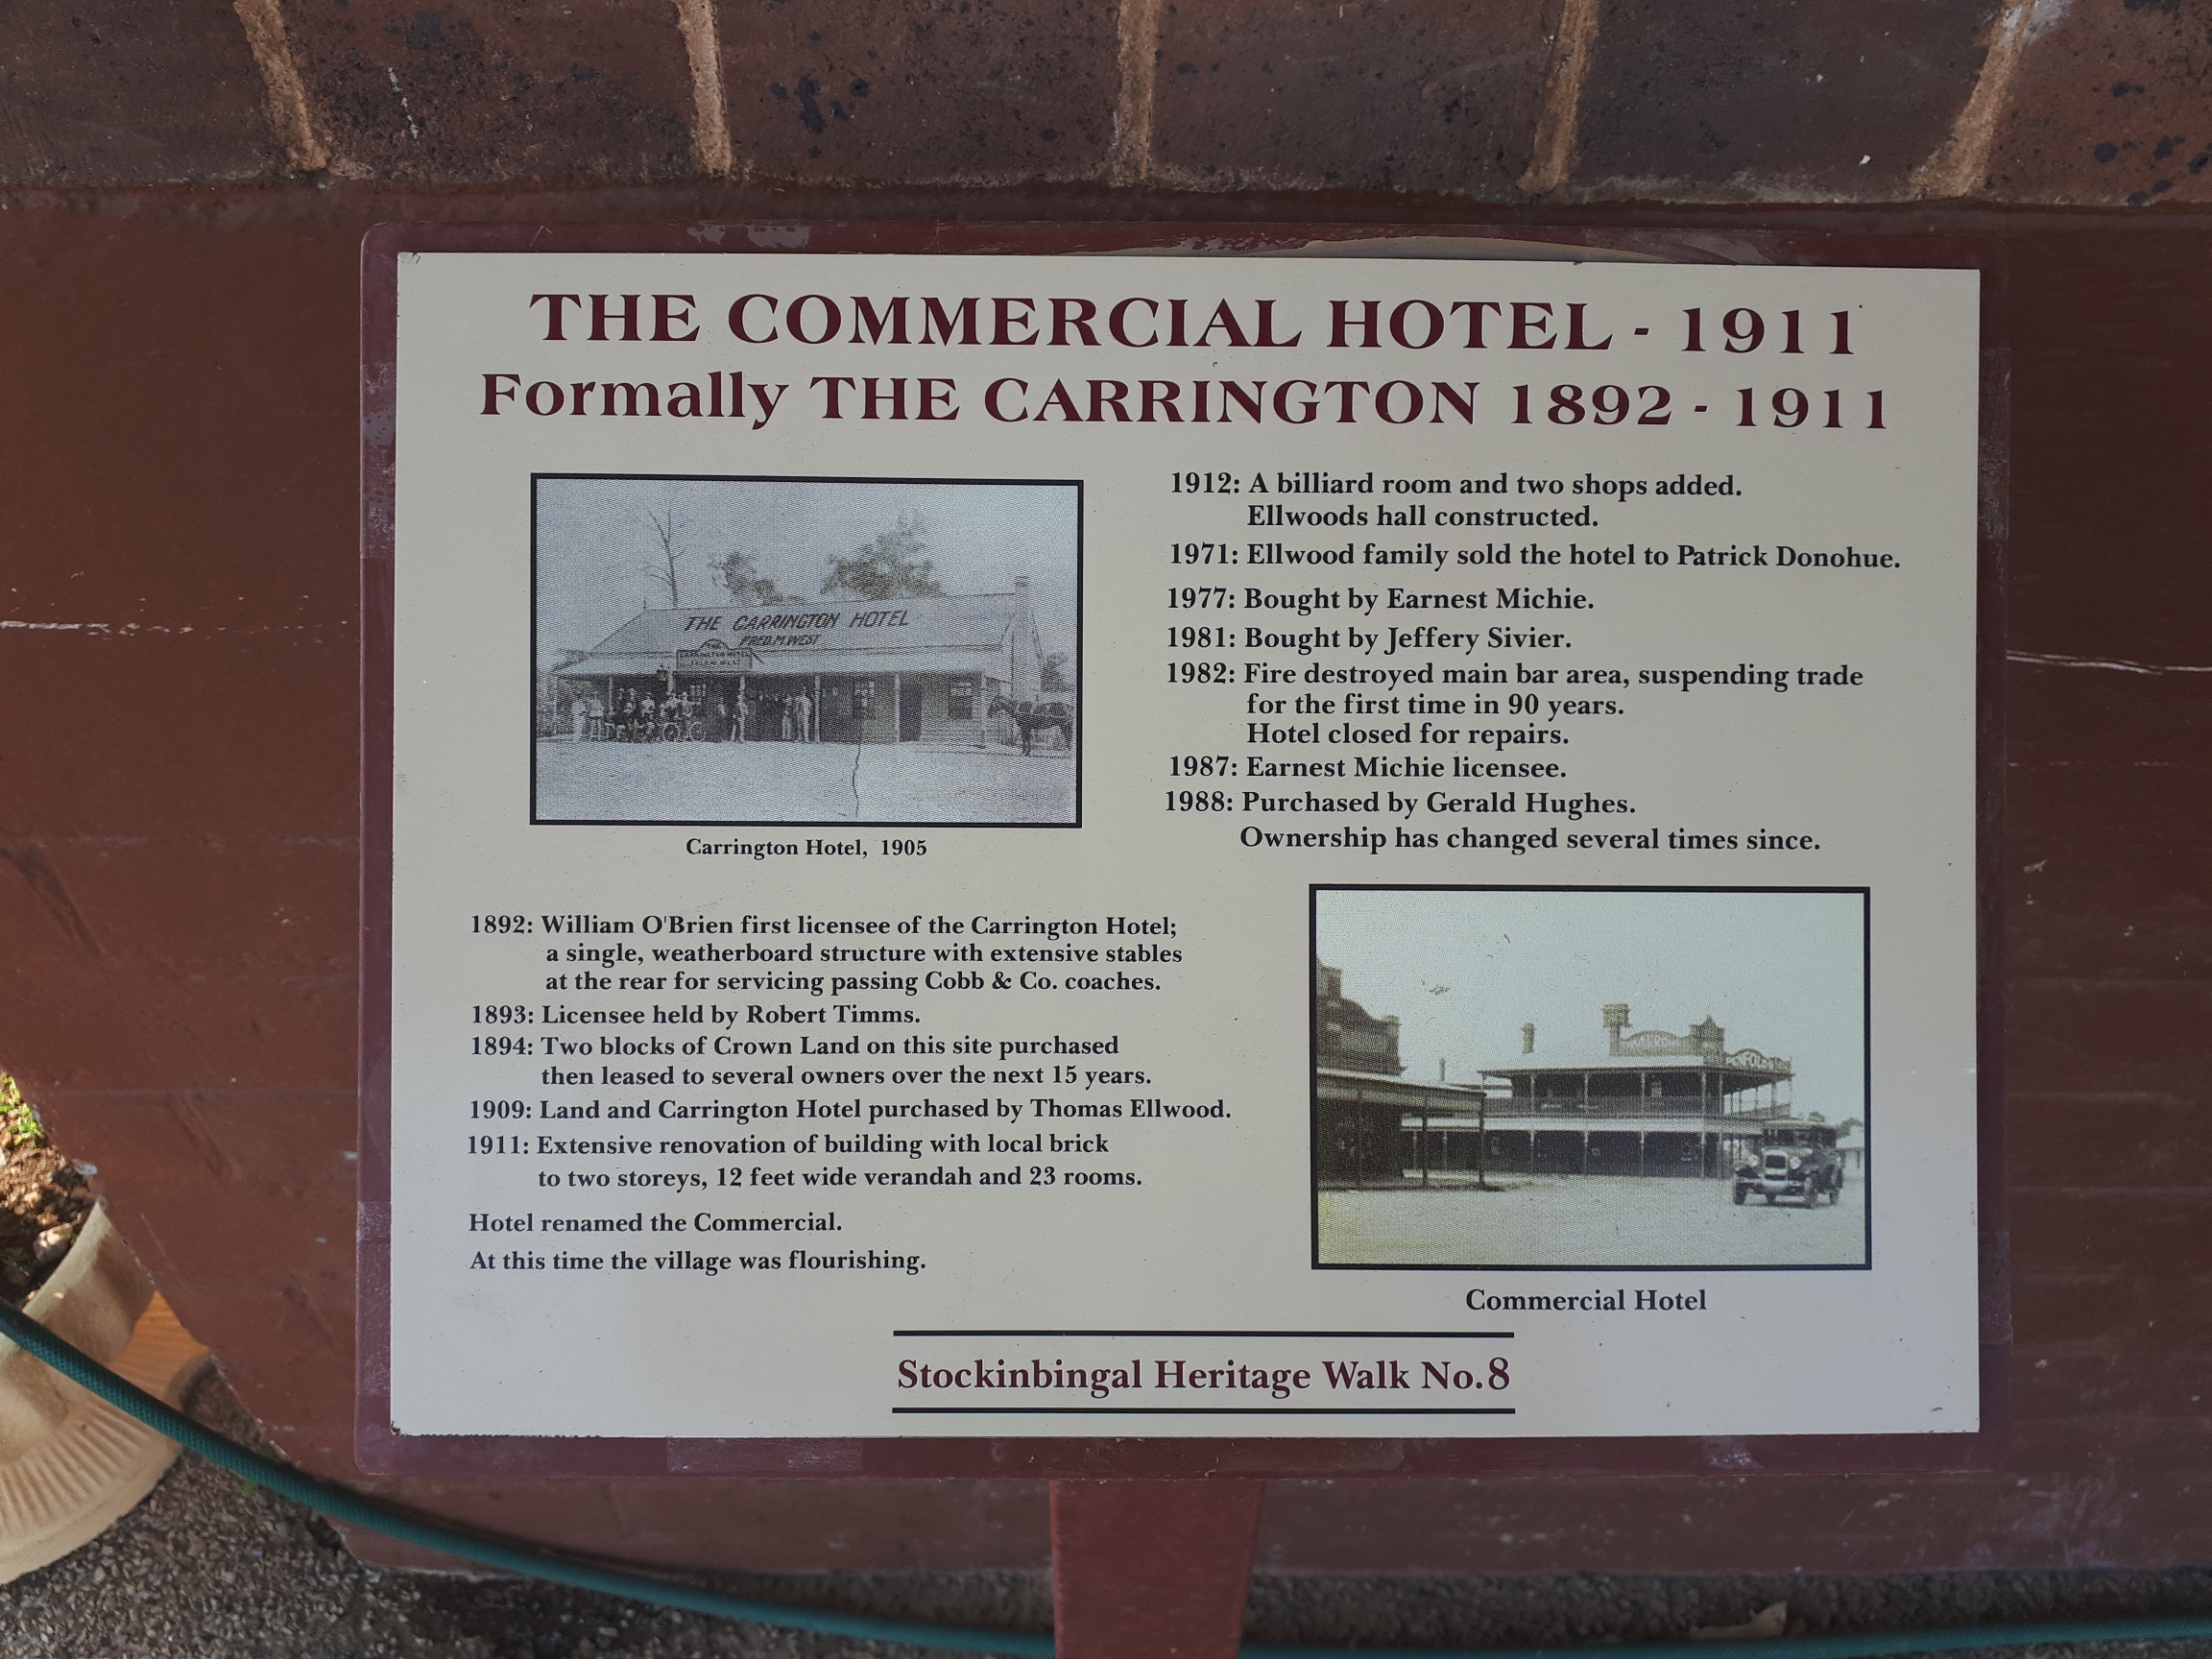 THE COMMERCIAL HOTEL - 1911
Formally THE CARRINGTON 1892 - 1911
THE CARRINGTON HOTEL
FRED.M.WEST
Carrington Hotel, 1905
1892: William O'Brien first licensee of the Carrington Hotel;
a single, weatherboard structure with extensive stables
at the rear for servicing passing Cobb & Co. coaches.
1893: Licensee held by Robert Timms.
1894: Two blocks of Crown Land on this site purchased
then leased to several owners over the next 15 years.
1909: Land and Carrington Hotel purchased by Thomas Ellwood.
1911: Extensive renovation of building with local brick
to two storeys, 12 feet wide verandah and 23 rooms.
Hotel renamed the Commercial.
At this time the village was flourishing.
1912: A billiard room and two shops added.
Ellwoods hall constructed.
1971: Ellwood family sold the hotel to Patrick Donohue.
1977: Bought by Earnest Michie.
1981: Bought by Jeffery Sivier.
1982: Fire destroyed main bar area, suspending trade
for the first time in 90 years.
Hotel closed for repairs.
1987: Earnest Michie licensee.
1988: Purchased by Gerald Hughes.
Ownership has changed several times since.
Commercial Hotel
Stockinbingal Heritage Walk No.8